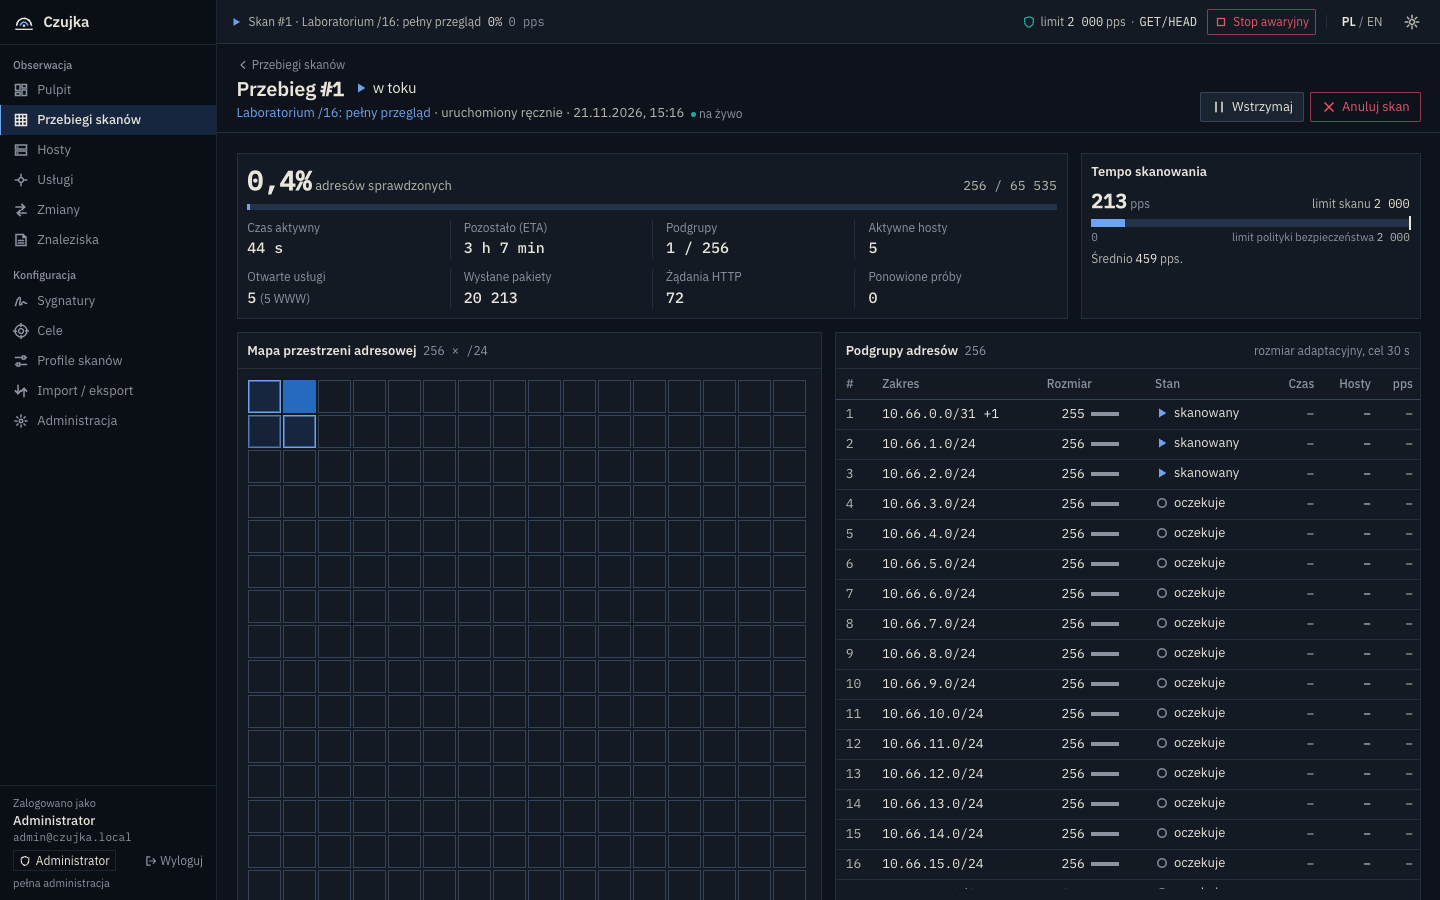 Czujka
Obserwacja
Pulpit
Przebiegi skanów
Hosty
Usługi
Zmiany
Znaleziska
Konfiguracja
Sygnatury
Cele
Profile skanów
Import / eksport
Administracja
Zalogowano jako
Administrator
admin@czujka.local
Administrator
Wyloguj
pełna administracja
Skan #1 · Laboratorium /16: pełny przegląd 0% 0 pps
limit 2 000 pps · GET/HEAD
Stop awaryjny
PL / EN
Przebiegi skanów
Przebieg #1 w toku
Laboratorium /16: pełny przegląd · uruchomiony ręcznie · 21.11.2026, 15:16 na żywo
Wstrzymaj
Anuluj skan
0,4% adresów sprawdzonych 256 / 65 535
Czas aktywny
44 s
Pozostało (ETA)
3 h 7 min
Podgrupy
1 / 256
Aktywne hosty
5
Otwarte usługi
5 (5 WWW)
Wysłane pakiety
20 213
Żądania HTTP
72
Ponowione próby
0
Tempo skanowania
213 pps limit skanu 2 000
0 limit polityki bezpieczeństwa 2 000
Średnio 459 pps.
Mapa przestrzeni adresowej 256 × /24
Podgrupy adresów 256 rozmiar adaptacyjny, cel 30 s
# Zakres Rozmiar Stan Czas Hosty pps
1 10.66.0.0/31 +1 255 skanowany – – –
2 10.66.1.0/24 256 skanowany – – –
3 10.66.2.0/24 256 skanowany – – –
4 10.66.3.0/24 256 oczekuje – – –
5 10.66.4.0/24 256 oczekuje – – –
6 10.66.5.0/24 256 oczekuje – – –
7 10.66.6.0/24 256 oczekuje – – –
8 10.66.7.0/24 256 oczekuje – – –
9 10.66.8.0/24 256 oczekuje – – –
10 10.66.9.0/24 256 oczekuje – – –
11 10.66.10.0/24 256 oczekuje – – –
12 10.66.11.0/24 256 oczekuje – – –
13 10.66.12.0/24 256 oczekuje – – –
14 10.66.13.0/24 256 oczekuje – – –
15 10.66.14.0/24 256 oczekuje – – –
16 10.66.15.0/24 256 oczekuje – – –